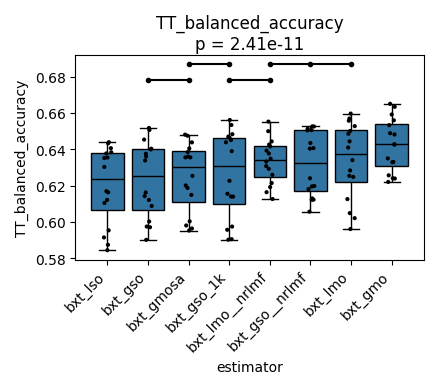 TT_balanced_accuracy
p = 2.41e-11
TT_balanced_accuracy
0.68
0.66
0.64
0.62
0.60
0.58
bxt_lso
bxt_gso
bxt_gmosa
bxt_gso_1k
bxt_lmo__nrlmf
bxt_gso__nrlmf
bxt_lmo
bxt_gmo
estimator